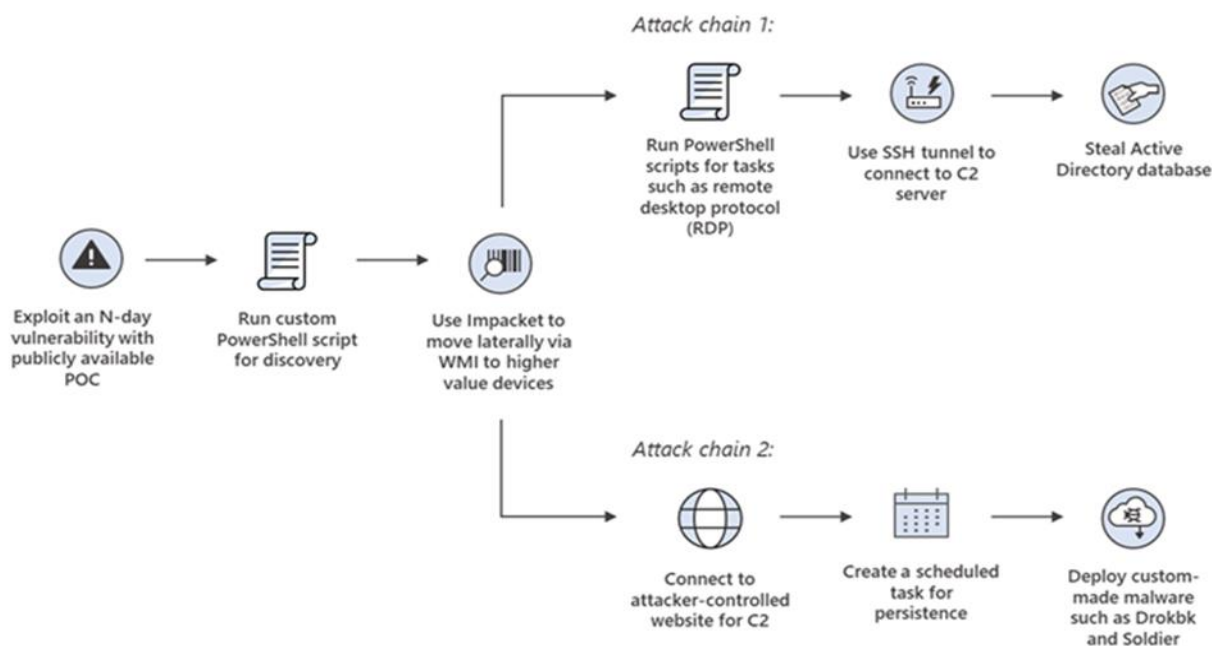 Attack chain 1:
Run PowerShell
scripts for tasks
such as remote
desktop protocol
(RDP)
Use SSH tunnel to
connect to C2
server
Steal Active
Directory database
Exploit an N-day
vulnerability with
publicly available
POC
Run custom
PowerShell script
for discovery
Use Impacket to
move laterally via
WMI to higher
value devices
Attack chain 2:
Connect to
attacker-controlled
website for C2
Create a scheduled
task for
persistence
Deploy custom-
made malware
such as Drokbk
and Soldier